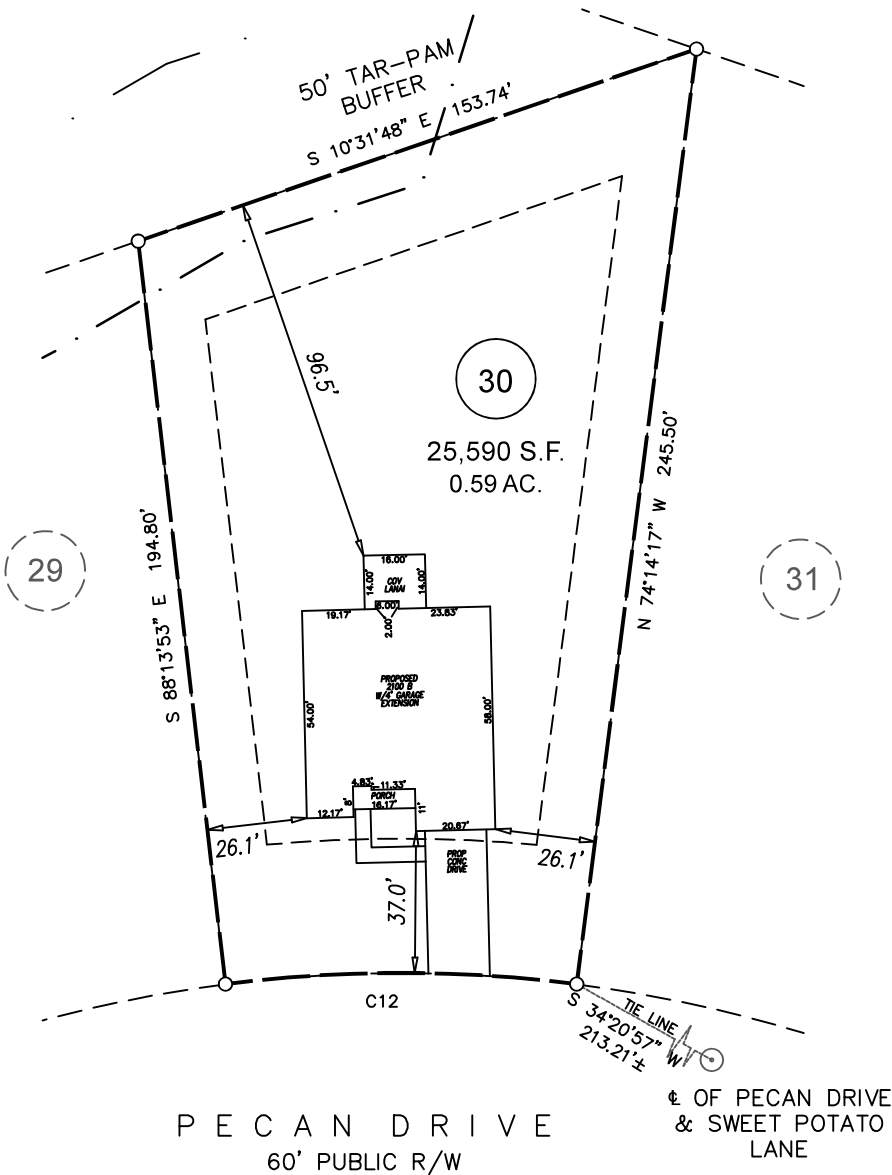 50' TAR-PAM
BUFFER
S 10°31'48" E 153.74'
96.5'
30
25,590 S.F.
0.59 AC.
29
31
S 88°13'53" E 194.80'
N 74°14'17" W 245.50'
16.00'
14.00'
COV
LANAI
14.00'
19.17'
6.00'
23.83'
2.00'
PROPOSED
2100 B
W/4' GARAGE
EXTENSION
54.00'
58.00'
4.83'
11.33'
PORCH
16.17'
8'
11'
12.17'
20.67'
26.1'
26.1'
PROP
CONC
DRIVE
37.0'
C12
TIE LINE
S 34°20'57" W
213.21'±
℄ OF PECAN DRIVE
& SWEET POTATO
LANE
PECAN DRIVE
60' PUBLIC R/W